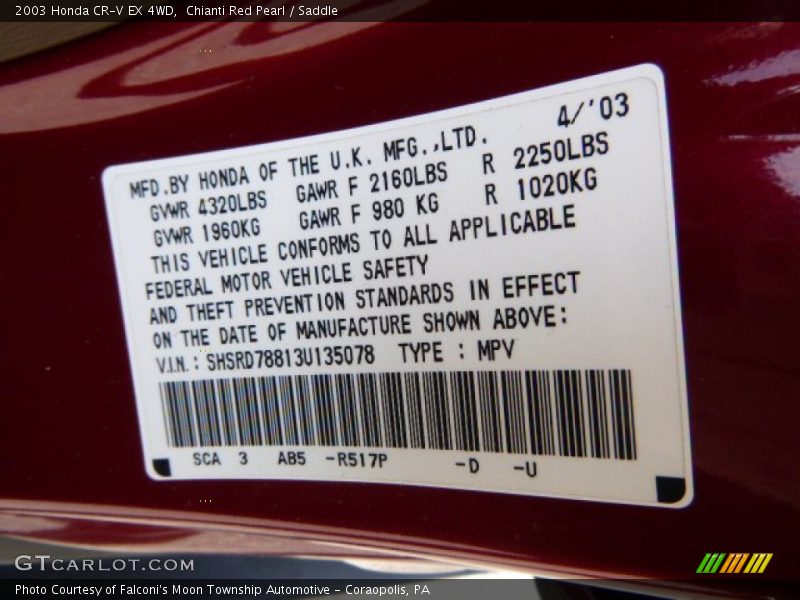 2003 Honda CR-V EX 4WD, Chianti Red Pearl / Saddle
4/'03
MFD.BY HONDA OF THE U.K. MFG.,LTD.
GVWR 4320LBS GAWR F 2160LBS R 2250LBS
GVWR 1960KG GAWR F 980 KG R 1020KG
THIS VEHICLE CONFORMS TO ALL APPLICABLE
FEDERAL MOTOR VEHICLE SAFETY
AND THEFT PREVENTION STANDARDS IN EFFECT
ON THE DATE OF MANUFACTURE SHOWN ABOVE:
V.I.N.: SHSRD78813U135078 TYPE : MPV
SCA 3 AB5 -R517P -D -U
GTCARLOT.COM
Photo Courtesy of Falconi's Moon Township Automotive - Coraopolis, PA